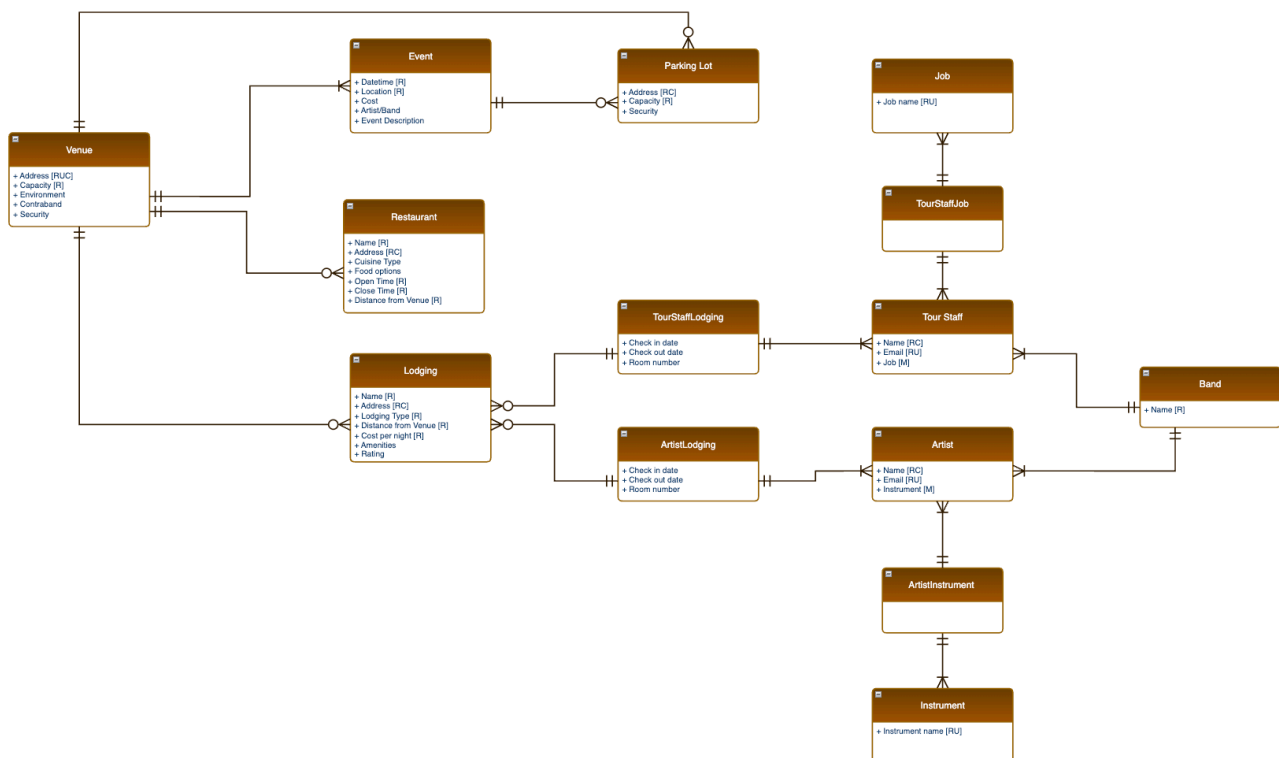 Event
+ Datetime [R]
+ Location [R]
+ Cost
+ Artist/Band
+ Event Description
Parking Lot
+ Address [RC]
+ Capacity [R]
+ Security
Job
+ Job name [RU]
Venue
+ Address [RUC]
+ Capacity [R]
+ Environment
+ Contraband
+ Security
Restaurant
+ Name [R]
+ Address [RC]
+ Cuisine Type
+ Food options
+ Open Time [R]
+ Close Time [R]
+ Distance from Venue [R]
TourStaffJob
TourStaffLodging
+ Check in date
+ Check out date
+ Room number
Tour Staff
+ Name [RC]
+ Email [RU]
+ Job [M]
Lodging
+ Name [R]
+ Address [RC]
+ Lodging Type [R]
+ Distance from Venue [R]
+ Cost per night [R]
+ Amenities
+ Rating
Band
+ Name [R]
ArtistLodging
+ Check in date
+ Check out date
+ Room number
Artist
+ Name [RC]
+ Email [RU]
+ Instrument [M]
ArtistInstrument
Instrument
+ Instrument name [RU]